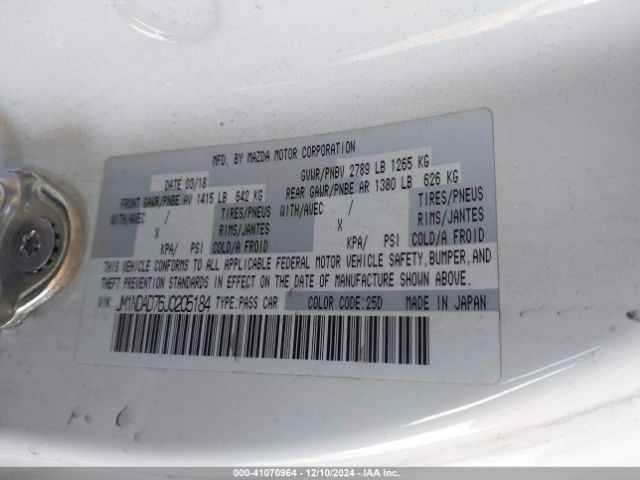 MFD. BY MAZDA MOTOR CORPORATION
DATE 03/18 GVWR/PNBV 2789 LB 1265 KG
FRONT GAWR/PNBE AV 1415 LB 642 KG REAR GAWR/PNBE AR 1380 LB 626 KG
WITH/AVEC / TIRES/PNEUS WITH/AVEC / TIRES/PNEUS
X RIMS/JANTES X RIMS/JANTES
KPA/ PSI COLD/A FROID KPA/ PSI COLD/A FROID
THIS VEHICLE CONFORMS TO ALL APPLICABLE FEDERAL MOTOR VEHICLE SAFETY, BUMPER, AND
THEFT PREVENTION STANDARDS IN EFFECT ON THE DATE OF MANUFACTURE SHOWN ABOVE.
VIN: JM1NDAD75J0205184 TYPE:PASS CAR COLOR CODE:25D MADE IN JAPAN
000-41070964 | 12/10/2024 | IAA Inc.